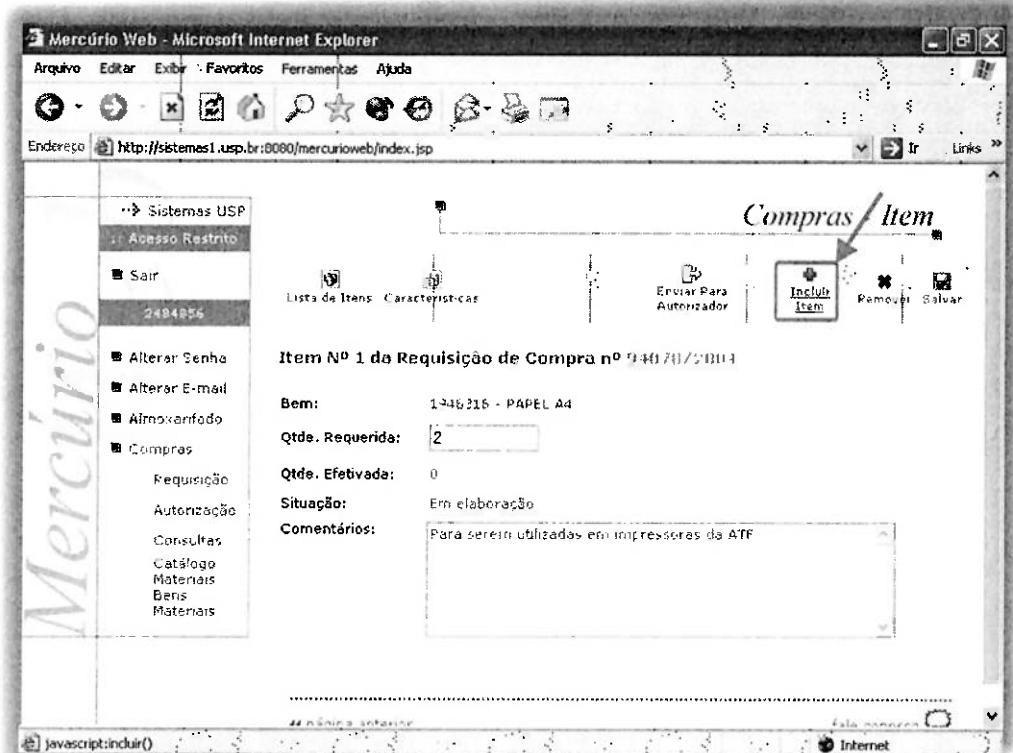 Mercúrio Web - Microsoft Internet Explorer
Arquivo Editar Exibir Favoritos Ferramentas Ajuda
Endereço http://sistemas1.usp.br:8080/mercurioweb/index.jsp Ir Links »
Sistemas USP
Acesso Restrito
Sair
2484856
Alterar Senha
Alterar E-mail
Almoxarifado
Compras
Requisição
Autorização
Consultas
Catálogo
Materiais
Bens
Materiais
Mercúrio
Compras / Item
Lista de Itens Características
Enviar Para
Autorizador
Incluir
Item
Remover Salvar
Item Nº 1 da Requisição de Compra nº
Bem: 1946316 - PAPEL A4
Qtde. Requerida: 2
Qtde. Efetivada: 0
Situação: Em elaboração
Comentários: Para serem utilizadas em impressoras da ATF
página anterior fale conosco
javascript:incluir() Internet